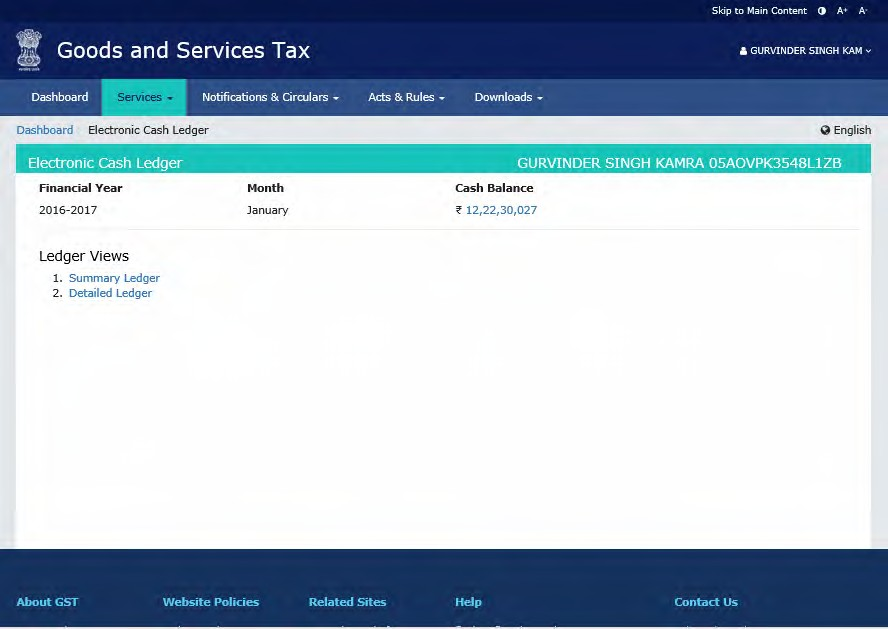 Skip to Main Content A+ A-
Goods and Services Tax
GURVINDER SINGH KAM
Dashboard Services Notifications & Circulars Acts & Rules Downloads
Dashboard Electronic Cash Ledger English
Electronic Cash Ledger GURVINDER SINGH KAMRA 05AOVPK3548L1ZB
Financial Year Month Cash Balance
2016-2017 January ₹ 12,22,30,027
Ledger Views
1. Summary Ledger
2. Detailed Ledger
About GST Website Policies Related Sites Help Contact Us